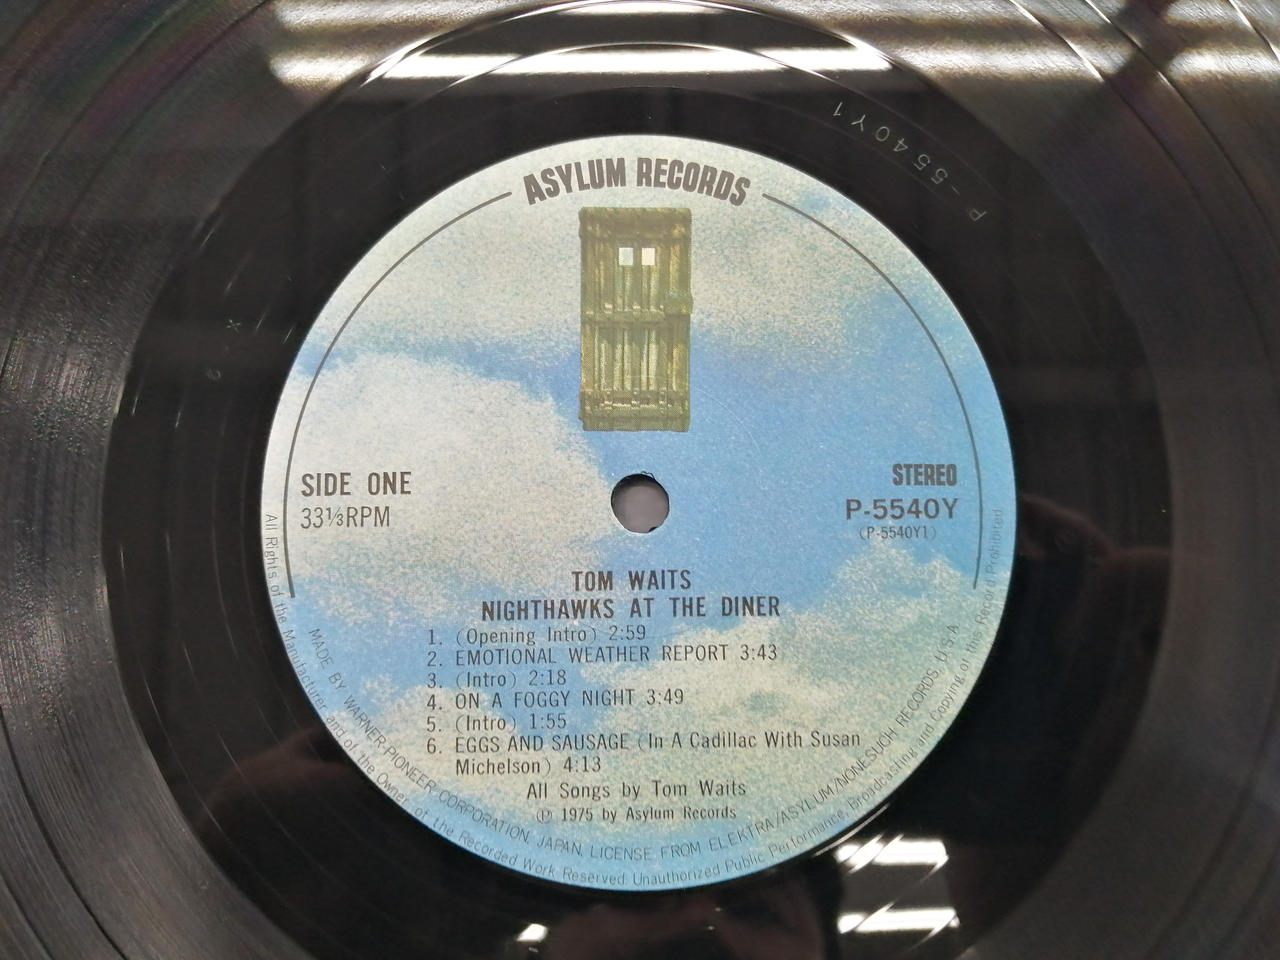 P-5540Y1
ASYLUM RECORDS
SIDE ONE
33⅓RPM
STEREO
P-5540Y
(P-5540Y1)
TOM WAITS
NIGHTHAWKS AT THE DINER
1. (Opening Intro) 2:59
2. EMOTIONAL WEATHER REPORT 3:43
3. (Intro) 2:18
4. ON A FOGGY NIGHT 3:49
5. (Intro) 1:55
6. EGGS AND SAUSAGE (In A Cadillac With Susan
Michelson) 4:13
All Songs by Tom Waits
Ⓟ 1975 by Asylum Records
MADE BY WARNER-PIONEER CORPORATION, JAPAN, LICENSE FROM ELEKTRA/ASYLUM/NONESUCH RECORDS, U.S.A.
All Rights of the Manufacturer and of the Owner of the Recorded Work Reserved. Unauthorized Public Performance, Broadcasting and Copying of the Record Prohibited